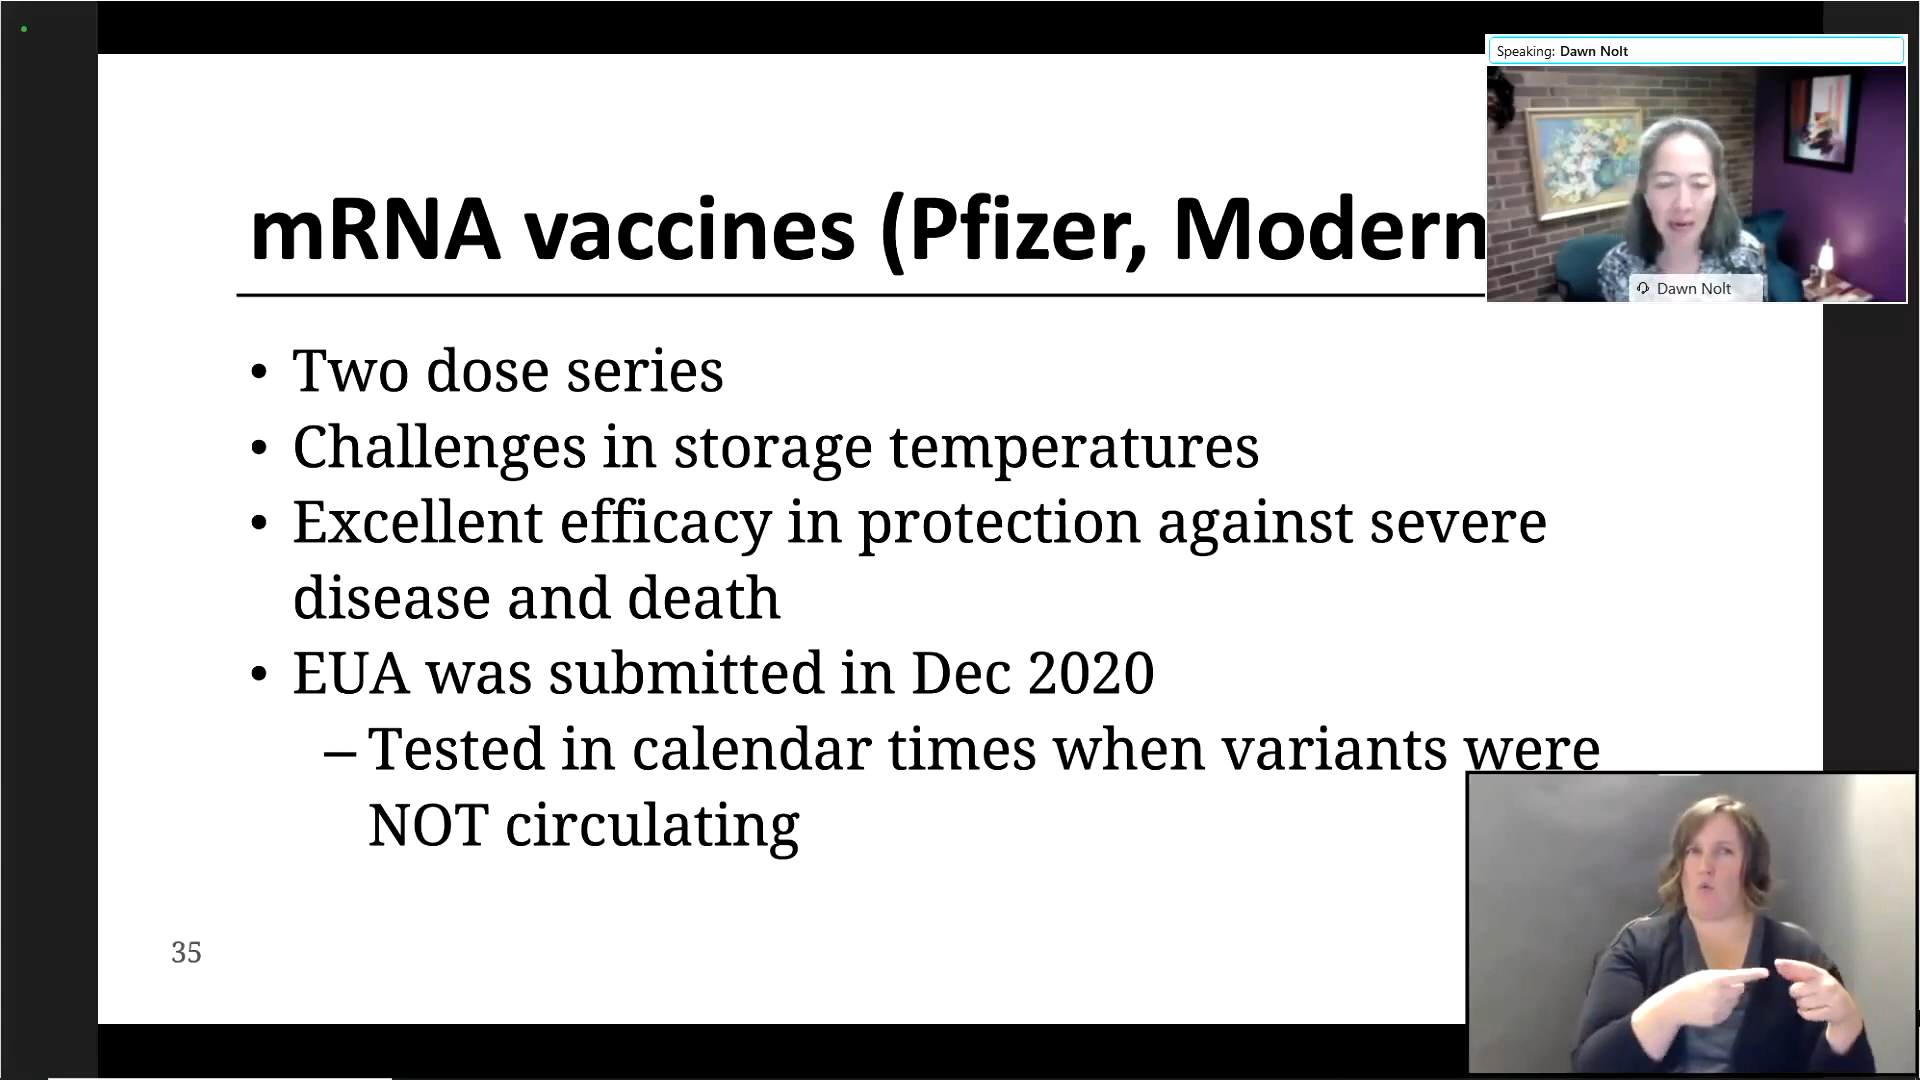 Speaking: Dawn Nolt
Dawn Nolt
mRNA vaccines (Pfizer, Modern
• Two dose series
• Challenges in storage temperatures
• Excellent efficacy in protection against severe
disease and death
• EUA was submitted in Dec 2020
– Tested in calendar times when variants were
NOT circulating
35